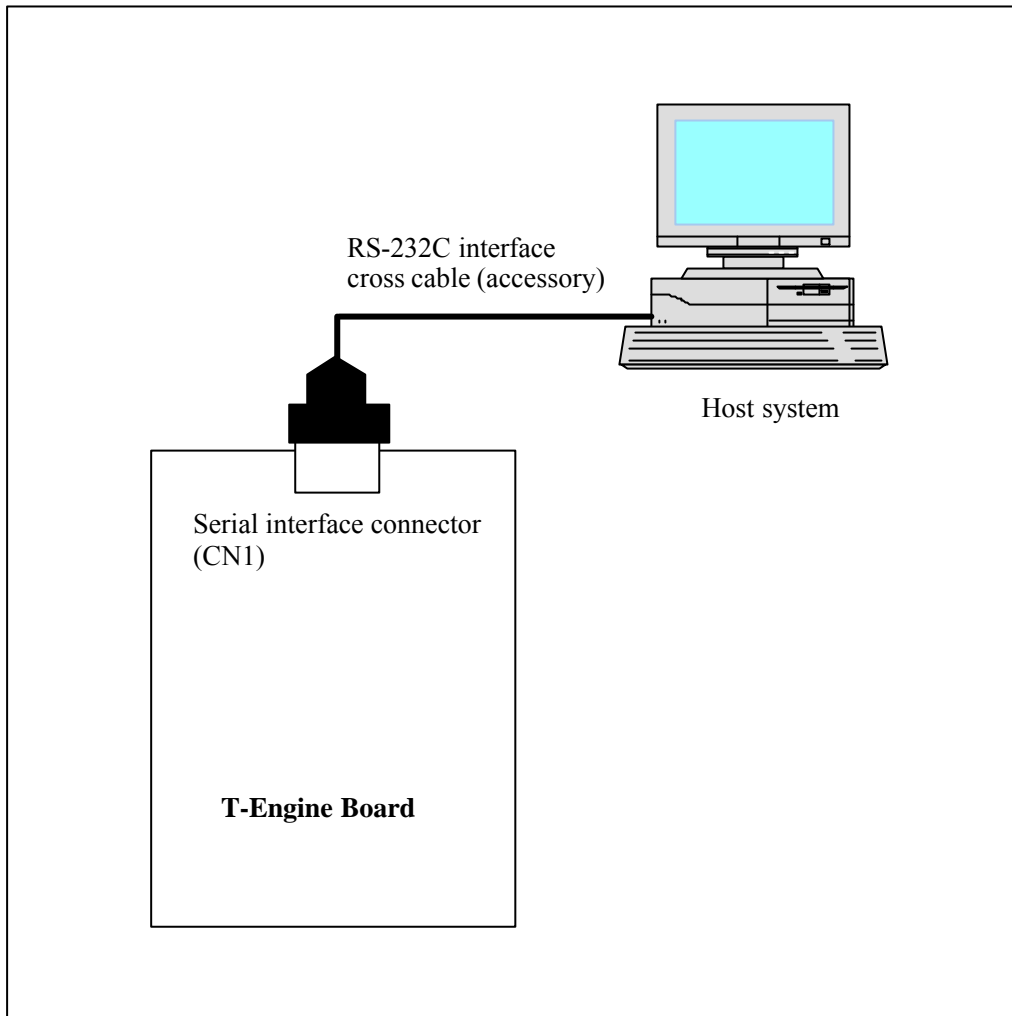 RS-232C interface
cross cable (accessory)
Host system
Serial interface connector
(CN1)
T-Engine Board